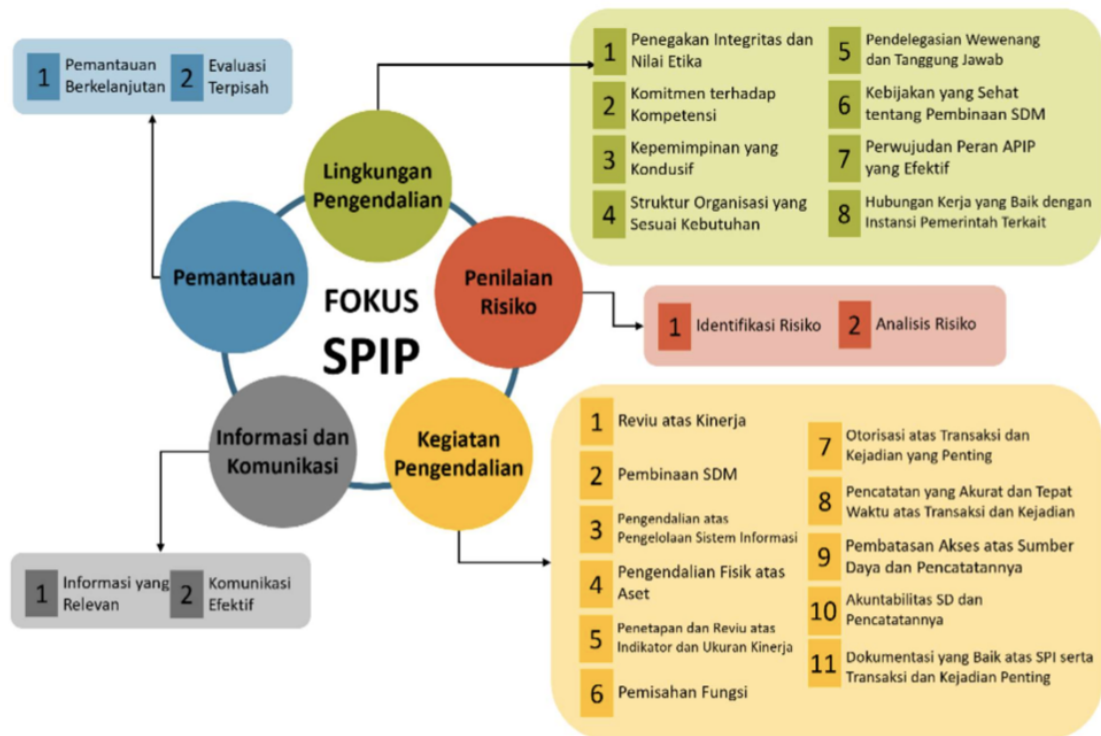 1
Pemantauan
Berkelanjutan
2
Evaluasi
Terpisah
1
Penegakan Integritas dan
Nilai Etika
2
Komitmen terhadap
Kompetensi
3
Kepemimpinan yang
Kondusif
4
Struktur Organisasi yang
Sesuai Kebutuhan
5
Pendelegasian Wewenang
dan Tanggung Jawab
6
Kebijakan yang Sehat
tentang Pembinaan SDM
7
Perwujudan Peran APIP
yang Efektif
8
Hubungan Kerja yang Baik dengan
Instansi Pemerintah Terkait
Lingkungan
Pengendalian
Pemantauan
Penilaian
Risiko
FOKUS
SPIP
1
Identifikasi Risiko
2
Analisis Risiko
Informasi dan
Komunikasi
Kegiatan
Pengendalian
1
Informasi yang
Relevan
2
Komunikasi
Efektif
1
Reviu atas Kinerja
2
Pembinaan SDM
3
Pengendalian atas
Pengelolaan Sistem Informasi
4
Pengendalian Fisik atas
Aset
5
Penetapan dan Reviu atas
Indikator dan Ukuran Kinerja
6
Pemisahan Fungsi
7
Otorisasi atas Transaksi dan
Kejadian yang Penting
8
Pencatatan yang Akurat dan Tepat
Waktu atas Transaksi dan Kejadian
9
Pembatasan Akses atas Sumber
Daya dan Pencatatannya
10
Akuntabilitas SD dan
Pencatatannya
11
Dokumentasi yang Baik atas SPI serta
Transaksi dan Kejadian Penting